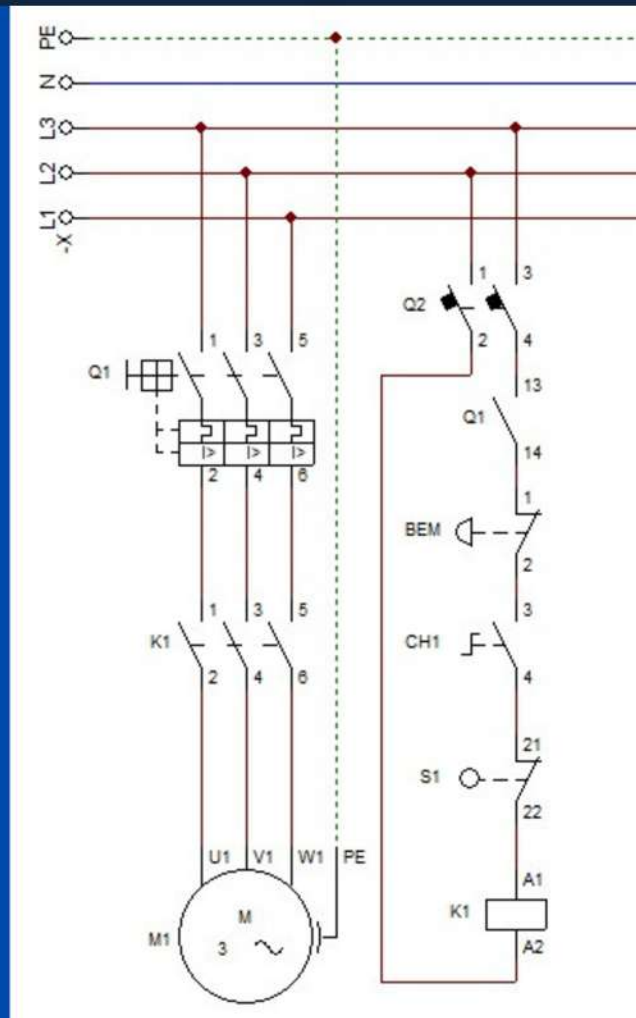 PE
N
L3
L2
L1
-X
1 3
Q2
2 4
1 3 5
Q1
I> I> I>
2 4 6
13
Q1
14
1
BEM
2
1 3 5
K1
2 4 6
3
CH1
4
21
S1
22
U1 V1 W1 PE
M
M1
3
A1
K1
A2